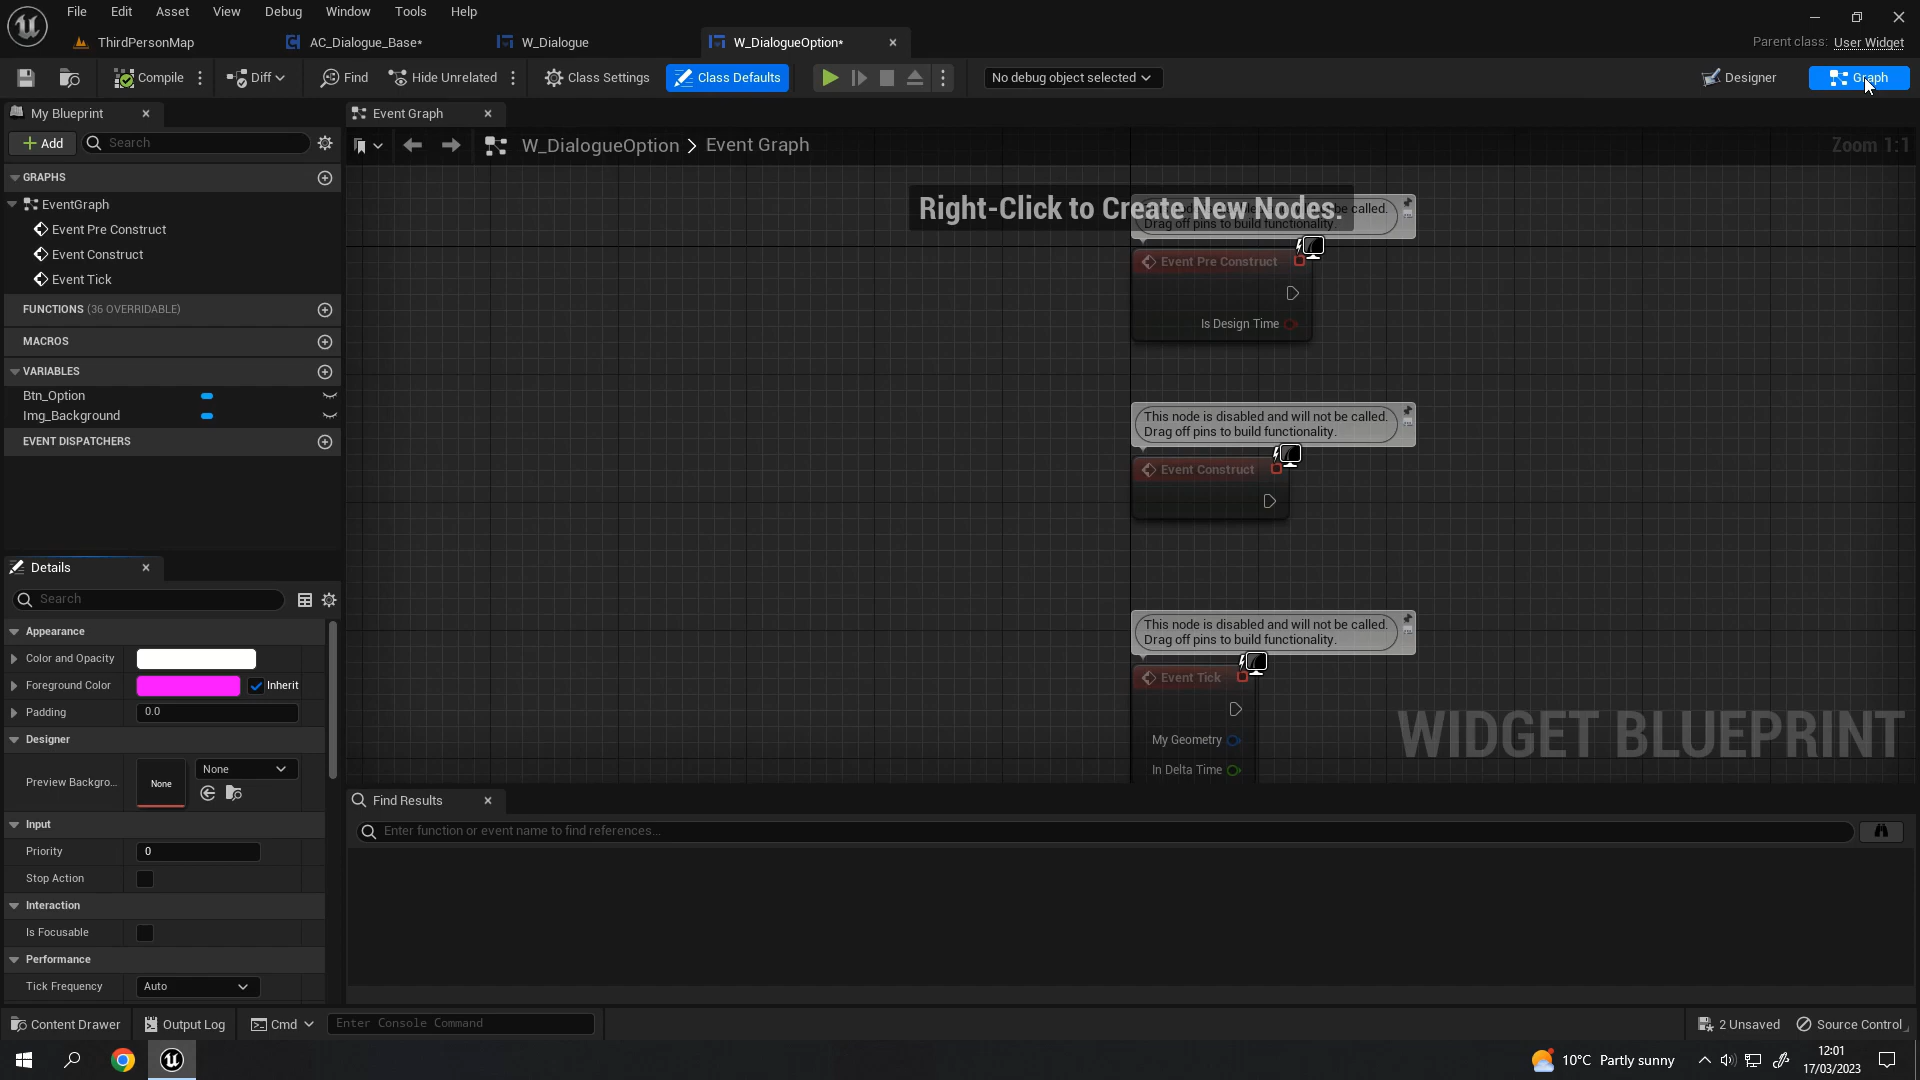 File Edit Asset View Debug Window Tools Help
ThirdPersonMap AC_Dialogue_Base* W_Dialogue W_DialogueOption*
Parent class: User Widget
Compile Diff Find Hide Unrelated Class Settings Class Defaults No debug object selected Designer Graph
My Blueprint
Event Graph
Add Search
W_DialogueOption > Event Graph
Zoom 1:1
GRAPHS
EventGraph
Event Pre Construct
Event Construct
Event Tick
FUNCTIONS (36 OVERRIDABLE)
MACROS
VARIABLES
Btn_Option
Img_Background
EVENT DISPATCHERS
Right-Click to Create New Nodes.
be called.
Drag off pins to build functionality.
Event Pre Construct
Is Design Time
This node is disabled and will not be called.
Drag off pins to build functionality.
Event Construct
This node is disabled and will not be called.
Drag off pins to build functionality.
Event Tick
My Geometry
In Delta Time
WIDGET BLUEPRINT
Details
Search
Appearance
Color and Opacity
Foreground Color Inherit
Padding 0.0
Designer
Preview Backgro... None None
Input
Priority 0
Stop Action
Interaction
Is Focusable
Performance
Tick Frequency Auto
Find Results
Enter function or event name to find references...
Content Drawer Output Log Cmd Enter Console Command
2 Unsaved Source Control
10°C Partly sunny
12:01
17/03/2023